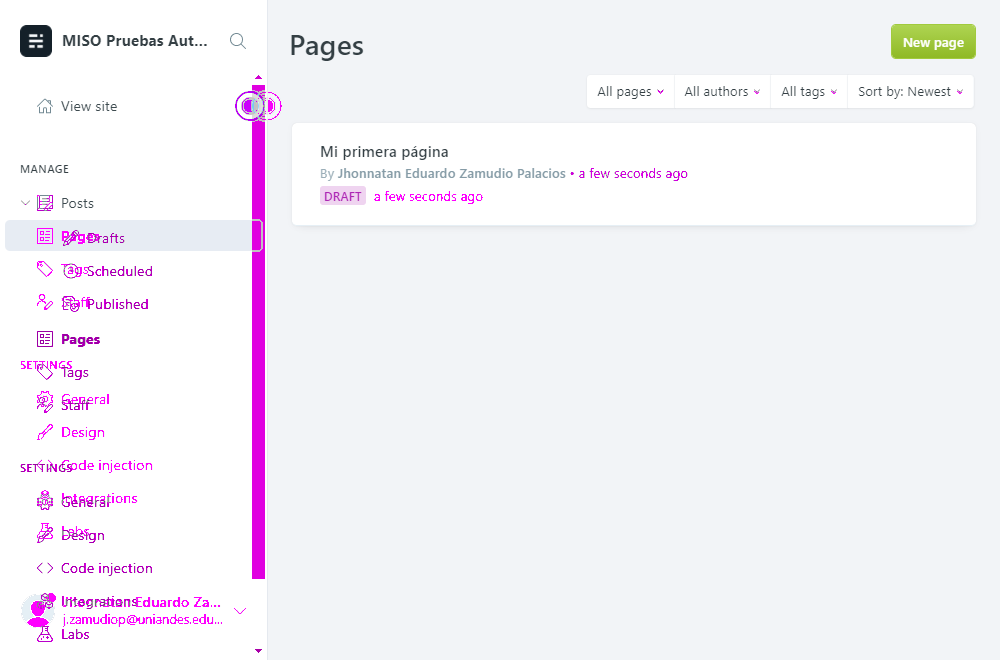 MISO Pruebas Aut...
View site
MANAGE
Posts
Pages
Drafts
Tags
Scheduled
Staff
Published
Pages
SETTINGS
Tags
General
Staff
Design
Code injection
SETTINGS
Integrations
General
Labs
Design
Code injection
Integrations
Jhonnatan Eduardo Za...
j.zamudiop@uniandes.edu...
Labs
Pages
New page
All pages
All authors
All tags
Sort by: Newest
Mi primera página
By Jhonnatan Eduardo Zamudio Palacios • a few seconds ago
DRAFT a few seconds ago